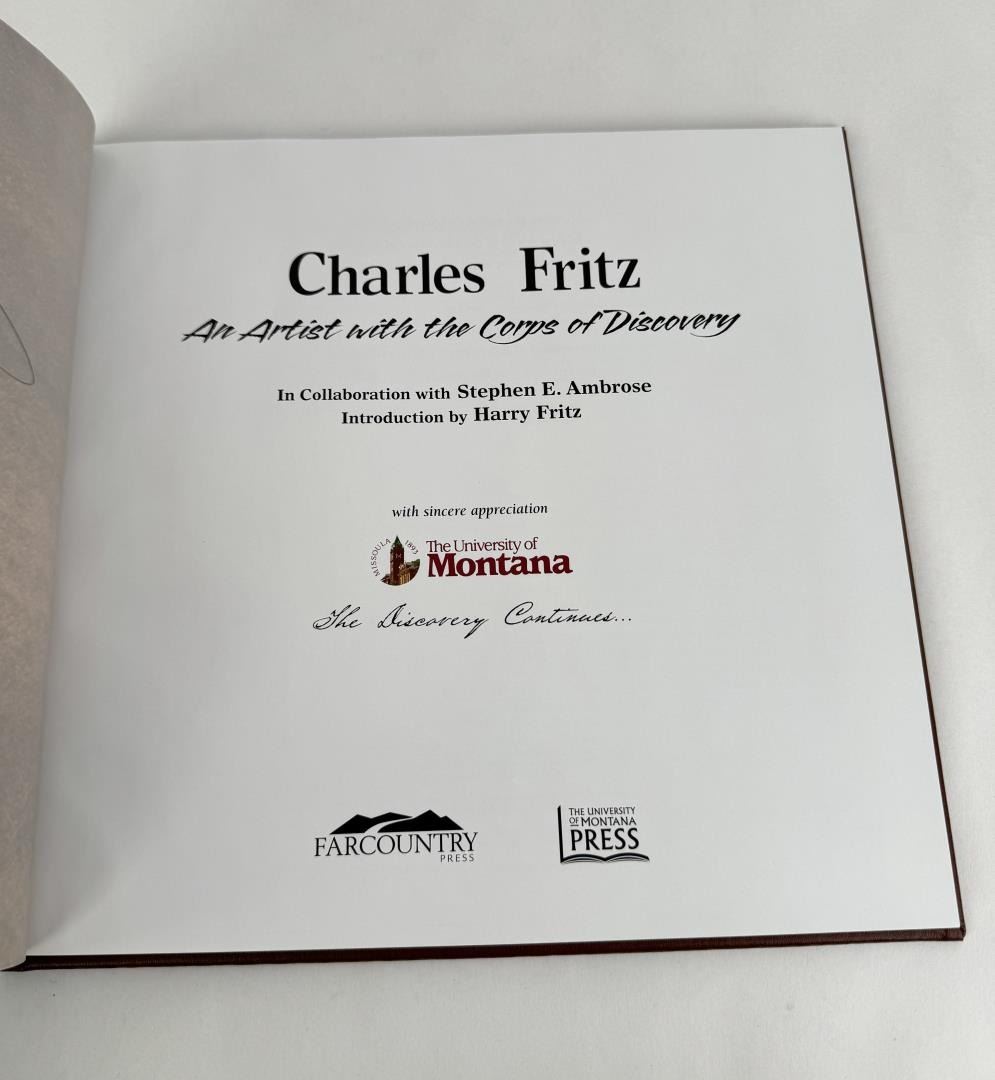 Charles Fritz
An Artist with the Corps of Discovery
In Collaboration with Stephen E. Ambrose
Introduction by Harry Fritz
with sincere appreciation
MISSOULA 1893
The University of
Montana
The Discovery Continues...
FARCOUNTRY
PRESS
THE UNIVERSITY
OF MONTANA
PRESS